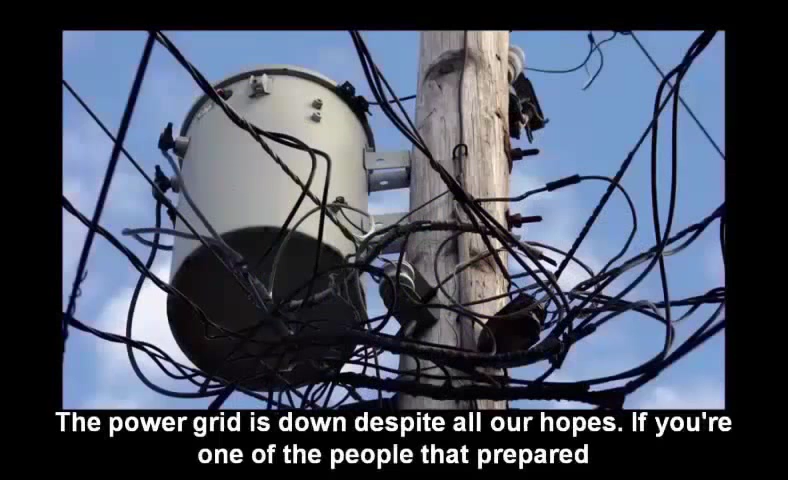 The power grid is down despite all our hopes. If you're
one of the people that prepared